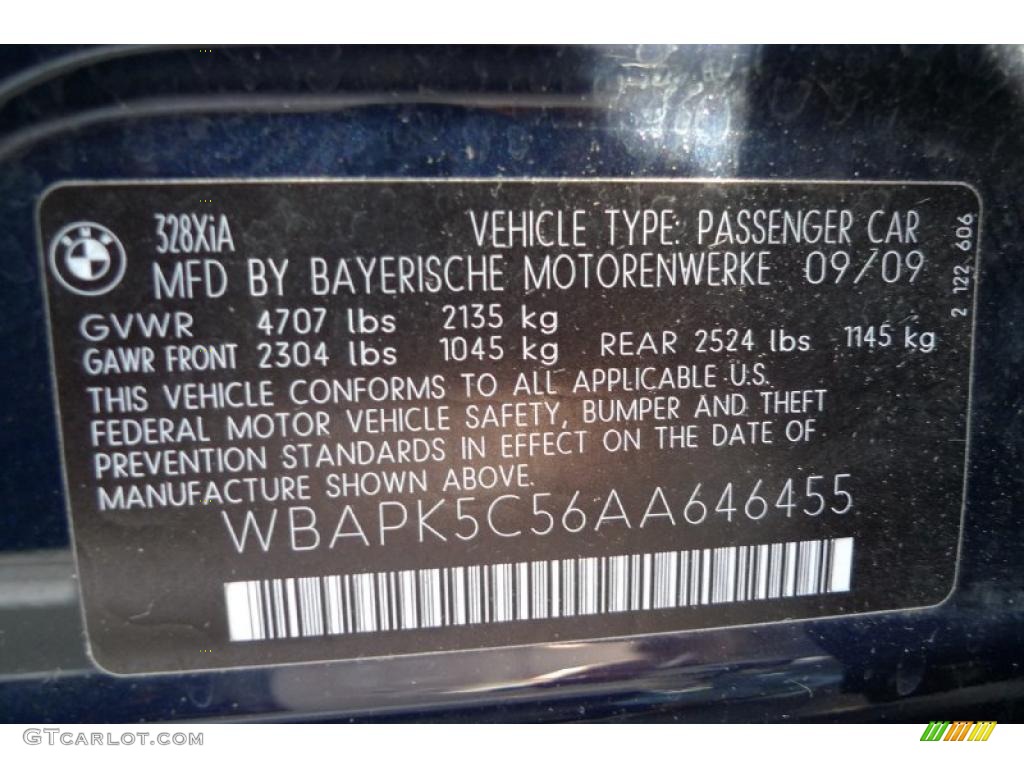 BMW
328XiA
VEHICLE TYPE: PASSENGER CAR
MFD BY BAYERISCHE MOTORENWERKE 09/09
GVWR 4707 lbs 2135 kg
GAWR FRONT 2304 lbs 1045 kg REAR 2524 lbs 1145 kg
THIS VEHICLE CONFORMS TO ALL APPLICABLE U.S.
FEDERAL MOTOR VEHICLE SAFETY, BUMPER AND THEFT
PREVENTION STANDARDS IN EFFECT ON THE DATE OF
MANUFACTURE SHOWN ABOVE.
WBAPK5C56AA646455
2 122 606
GTCarLot.com